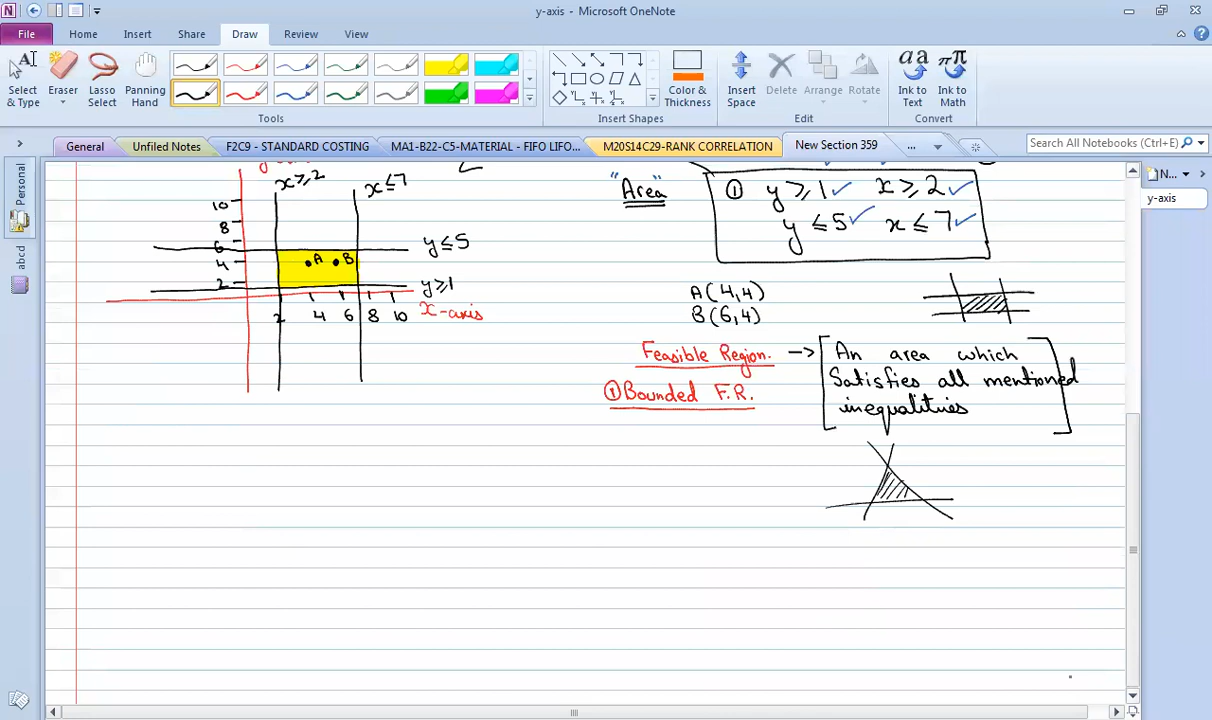 y-axis - Microsoft OneNote
File
Home
Insert
Share
Draw
Review
View
Select & Type
Eraser
Lasso Select
Panning Hand
Color & Thickness
Insert Space
Delete
Arrange
Rotate
Ink to Text
Ink to Math
Tools
Insert Shapes
Edit
Convert
General
Unfiled Notes
F2C9 - STANDARD COSTING
MA1-B22-C5-MATERIAL - FIFO LIFO...
M20S14C29-RANK CORRELATION
New Section 359
...
Search All Notebooks (Ctrl+E)
Personal
abcd
N...
y-axis
x ≥ 2
x ≤ 7
10
8
6
4
2
y ≤ 5
A
B
y ≥ 1
x-axis
2 4 6 8 10
"Area"
① y ≥ 1 ✓ x ≥ 2 ✓
y ≤ 5 ✓ x ≤ 7 ✓
A(4,4)
B(6,4)
Feasible Region. → [An area which
Satisfies all mentioned
inequalities]
① Bounded F.R.